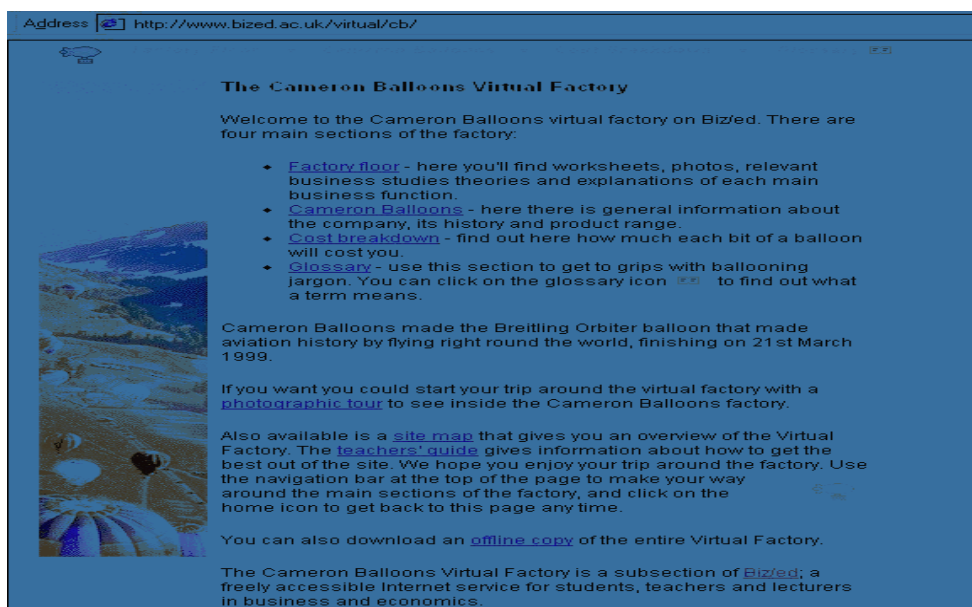 Address http://www.bized.ac.uk/virtual/cb/
The Cameron Balloons Virtual Factory
Welcome to the Cameron Balloons virtual factory on Biz/ed. There are
four main sections of the factory:
Factory floor - here you'll find worksheets, photos, relevant
business studies theories and explanations of each main
business function.
Cameron Balloons - here there is general information about
the company, its history and product range.
Cost breakdown - find out here how much each bit of a balloon
will cost you.
Glossary - use this section to get to grips with ballooning
jargon. You can click on the glossary icon to find out what
a term means.
Cameron Balloons made the Breitling Orbiter balloon that made
aviation history by flying right round the world, finishing on 21st March
1999.
If you want you could start your trip around the virtual factory with a
photographic tour to see inside the Cameron Balloons factory.
Also available is a site map that gives you an overview of the Virtual
Factory. The teachers' guide gives information about how to get the
best out of the site. We hope you enjoy your trip around the factory. Use
the navigation bar at the top of the page to make your way
around the main sections of the factory, and click on the
home icon to get back to this page any time.
You can also download an offline copy of the entire Virtual Factory.
The Cameron Balloons Virtual Factory is a subsection of Biz/ed; a
freely accessible Internet service for students, teachers and lecturers
in business and economics.